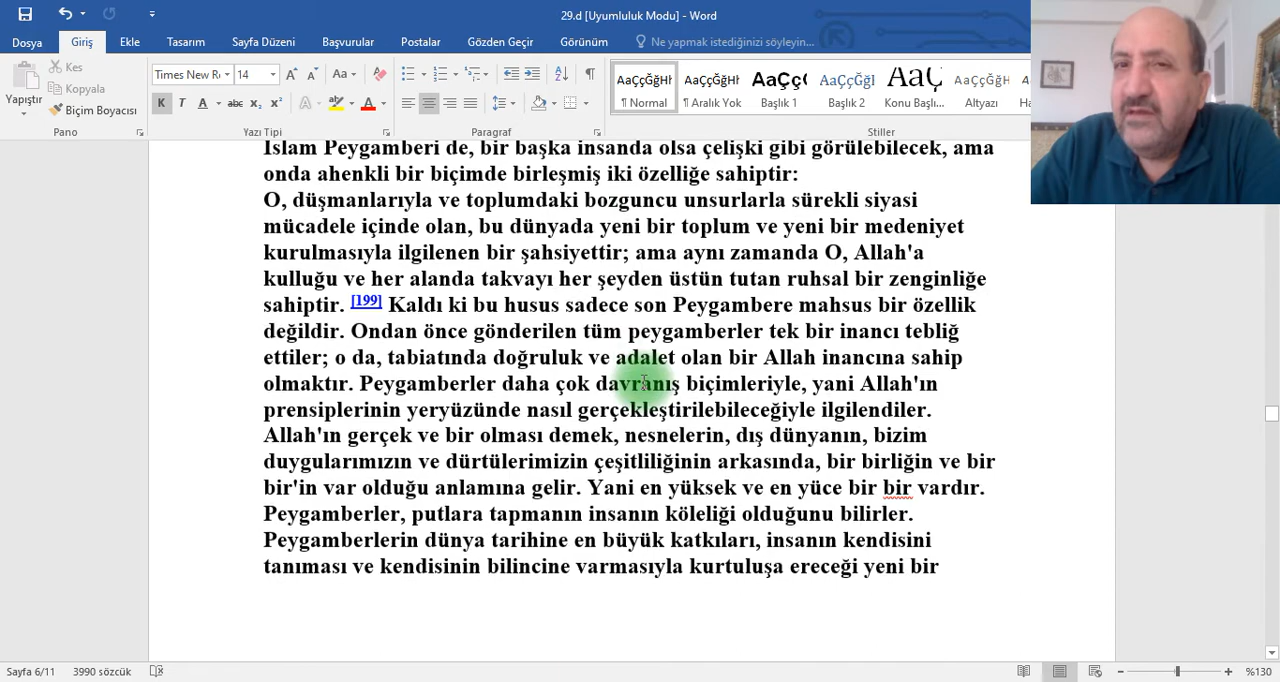 29.d [Uyumluluk Modu] - Word
Dosya
Giriş
Ekle
Tasarım
Sayfa Düzeni
Başvurular
Postalar
Gözden Geçir
Görünüm
Ne yapmak istediğinizi söyleyin...
Yapıştır
Kes
Kopyala
Biçim Boyacısı
Times New R
14
Aa
K T A abc x₂ x²
AaÇçĞğHł
¶ Normal
AaÇçĞğHł
¶ Aralık Yok
AaÇçĞ
Başlık 1
AaÇçĞğI
Başlık 2
AaÇ
Konu Başlı...
AaÇçĞğH
Altyazı
Pano
Yazı Tipi
Paragraf
Stiller
İslam Peygamberi de, bir başka insanda olsa çelişki gibi görülebilecek, ama
onda ahenkli bir biçimde birleşmiş iki özelliğe sahiptir:
O, düşmanlarıyla ve toplumdaki bozguncu unsurlarla sürekli siyasi
mücadele içinde olan, bu dünyada yeni bir toplum ve yeni bir medeniyet
kurulmasıyla ilgilenen bir şahsiyettir; ama aynı zamanda O, Allah'a
kulluğu ve her alanda takvayı her şeyden üstün tutan ruhsal bir zenginliğe
sahiptir. [199] Kaldı ki bu husus sadece son Peygambere mahsus bir özellik
değildir. Ondan önce gönderilen tüm peygamberler tek bir inancı tebliğ
ettiler; o da, tabiatında doğruluk ve adalet olan bir Allah inancına sahip
olmaktır. Peygamberler daha çok davranış biçimleriyle, yani Allah'ın
prensiplerinin yeryüzünde nasıl gerçekleştirilebileceğiyle ilgilendiler.
Allah'ın gerçek ve bir olması demek, nesnelerin, dış dünyanın, bizim
duygularımızın ve dürtülerimizin çeşitliliğinin arkasında, bir birliğin ve bir
bir'in var olduğu anlamına gelir. Yani en yüksek ve en yüce bir bir vardır.
Peygamberler, putlara tapmanın insanın köleliği olduğunu bilirler.
Peygamberlerin dünya tarihine en büyük katkıları, insanın kendisini
tanıması ve kendisinin bilincine varmasıyla kurtuluşa ereceği yeni bir
Sayfa 6/11
3990 sözcük
%130